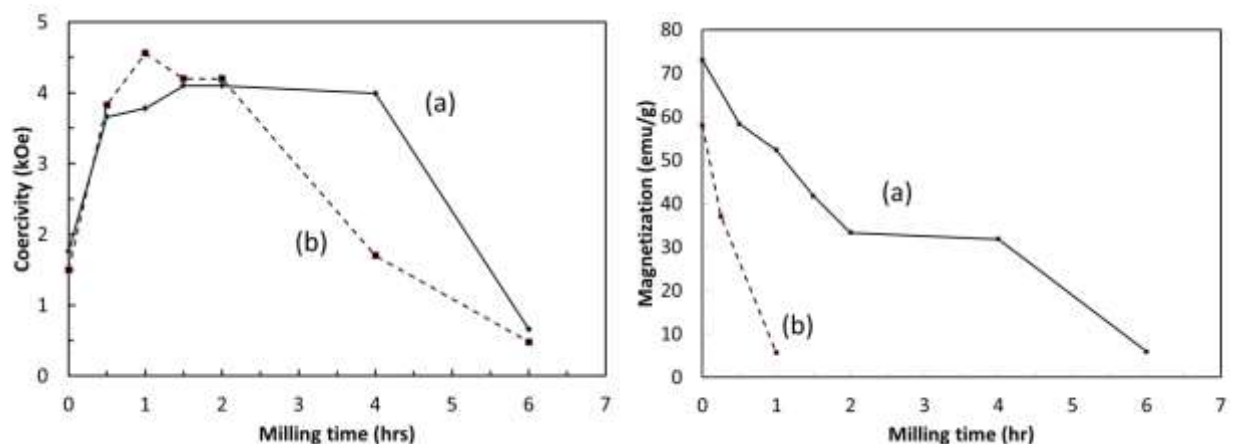 5
4
3
2
1
0
Coercivity (kOe)
(a)
(b)
0 1 2 3 4 5 6 7
Milling time (hrs)
80
70
60
50
40
30
20
10
0
Magnetization (emu/g)
(a)
(b)
0 1 2 3 4 5 6 7
Milling time (hr)